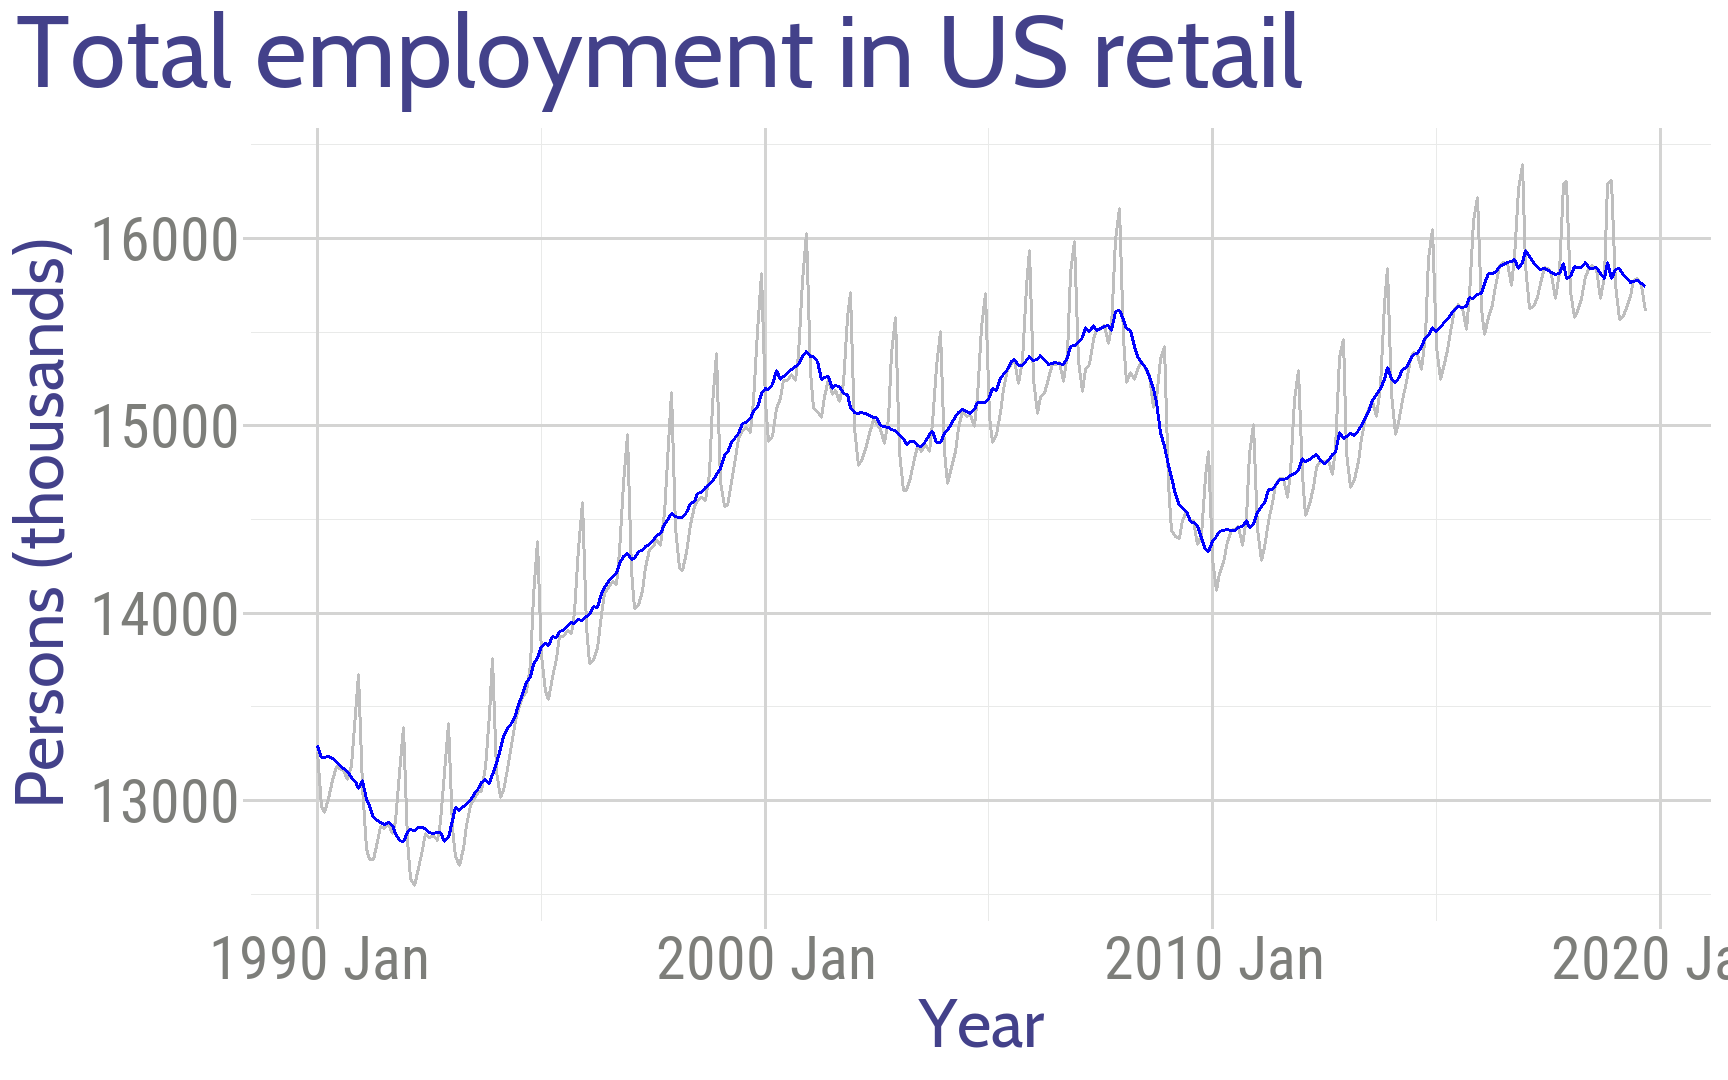 Total employment in US retail
Persons (thousands)
16000
15000
14000
13000
1990 Jan
2000 Jan
2010 Jan
2020 Ja
Year